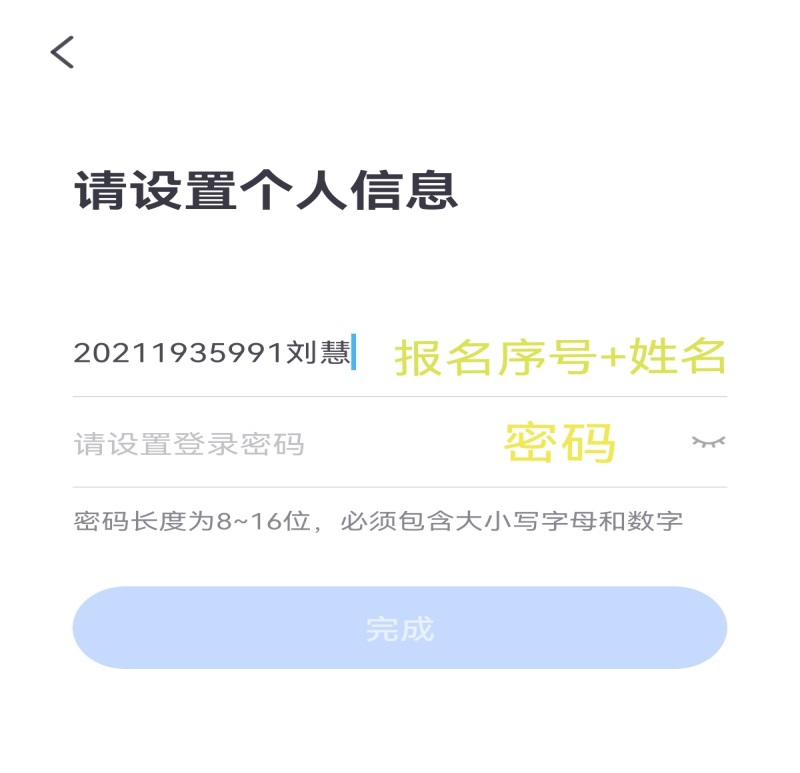 请设置个人信息
20211935991刘慧 报名序号+姓名
请设置登录密码 密码
密码长度为8~16位，必须包含大小写字母和数字
完成